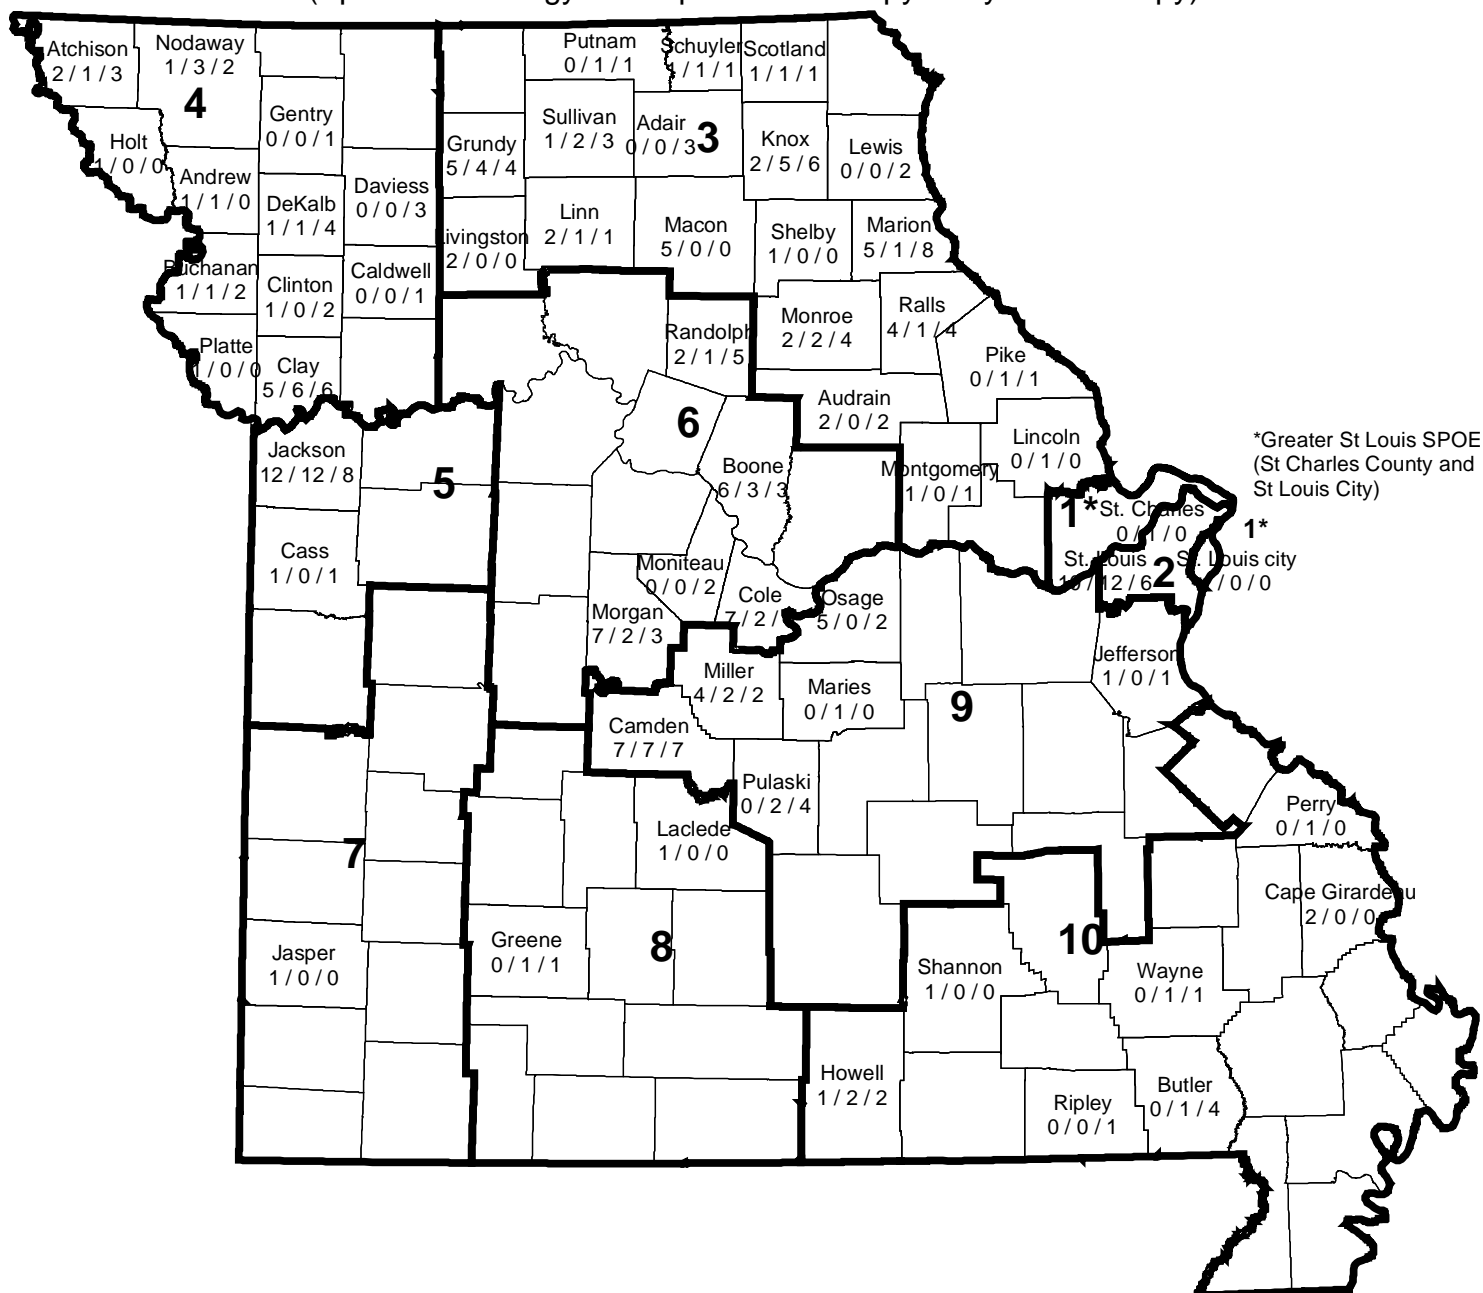 Atchison
2 / 1 / 3
Nodaway
1 / 3 / 2
4
Holt
1 / 0 / 0
Gentry
0 / 0 / 1
Andrew
1 / 1 / 0
DeKalb
1 / 1 / 4
Daviess
0 / 0 / 3
Buchanan
1 / 1 / 2
Clinton
1 / 0 / 2
Caldwell
0 / 0 / 1
Platte
/ 0 / 0
Clay
5 / 6 / 6
Putnam
0 / 1 / 1
Schuyler
1 / 1 / 1
Scotland
1 / 1 / 1
Grundy
5 / 4 / 4
Sullivan
1 / 2 / 3
Adair
0 / 0 / 3
3
Knox
2 / 5 / 6
Lewis
0 / 0 / 2
Livingston
2 / 0 / 0
Linn
2 / 1 / 1
Macon
5 / 0 / 0
Shelby
1 / 0 / 0
Marion
5 / 1 / 8
Randolph
2 / 1 / 5
Monroe
2 / 2 / 4
Ralls
4 / 1 / 4
Pike
0 / 1 / 1
Audrain
2 / 0 / 2
Lincoln
0 / 1 / 0
Montgomery
1 / 0 / 1
*Greater St Louis SPOE
(St Charles County and
St Louis City)
1*
1*
St. Charles
0 / 1 / 0
St. Louis
/ 12 / 6
2
St. Louis city
/ 0 / 0
Jackson
12 / 12 / 8
5
Cass
1 / 0 / 1
6
Boone
6 / 3 / 3
Moniteau
0 / 0 / 2
Cole
7 / 2 /
Morgan
7 / 2 / 3
Osage
5 / 0 / 2
Miller
4 / 2 / 2
Maries
0 / 1 / 0
Jefferson
1 / 0 / 1
9
Camden
7 / 7 / 7
Pulaski
0 / 2 / 4
Laclede
1 / 0 / 0
Perry
0 / 1 / 0
7
Cape Girardeau
2 / 0 / 0
Jasper
1 / 0 / 0
Greene
0 / 1 / 1
8
10
Shannon
1 / 0 / 0
Wayne
0 / 1 / 1
Howell
1 / 2 / 2
Ripley
0 / 0 / 1
Butler
0 / 1 / 4